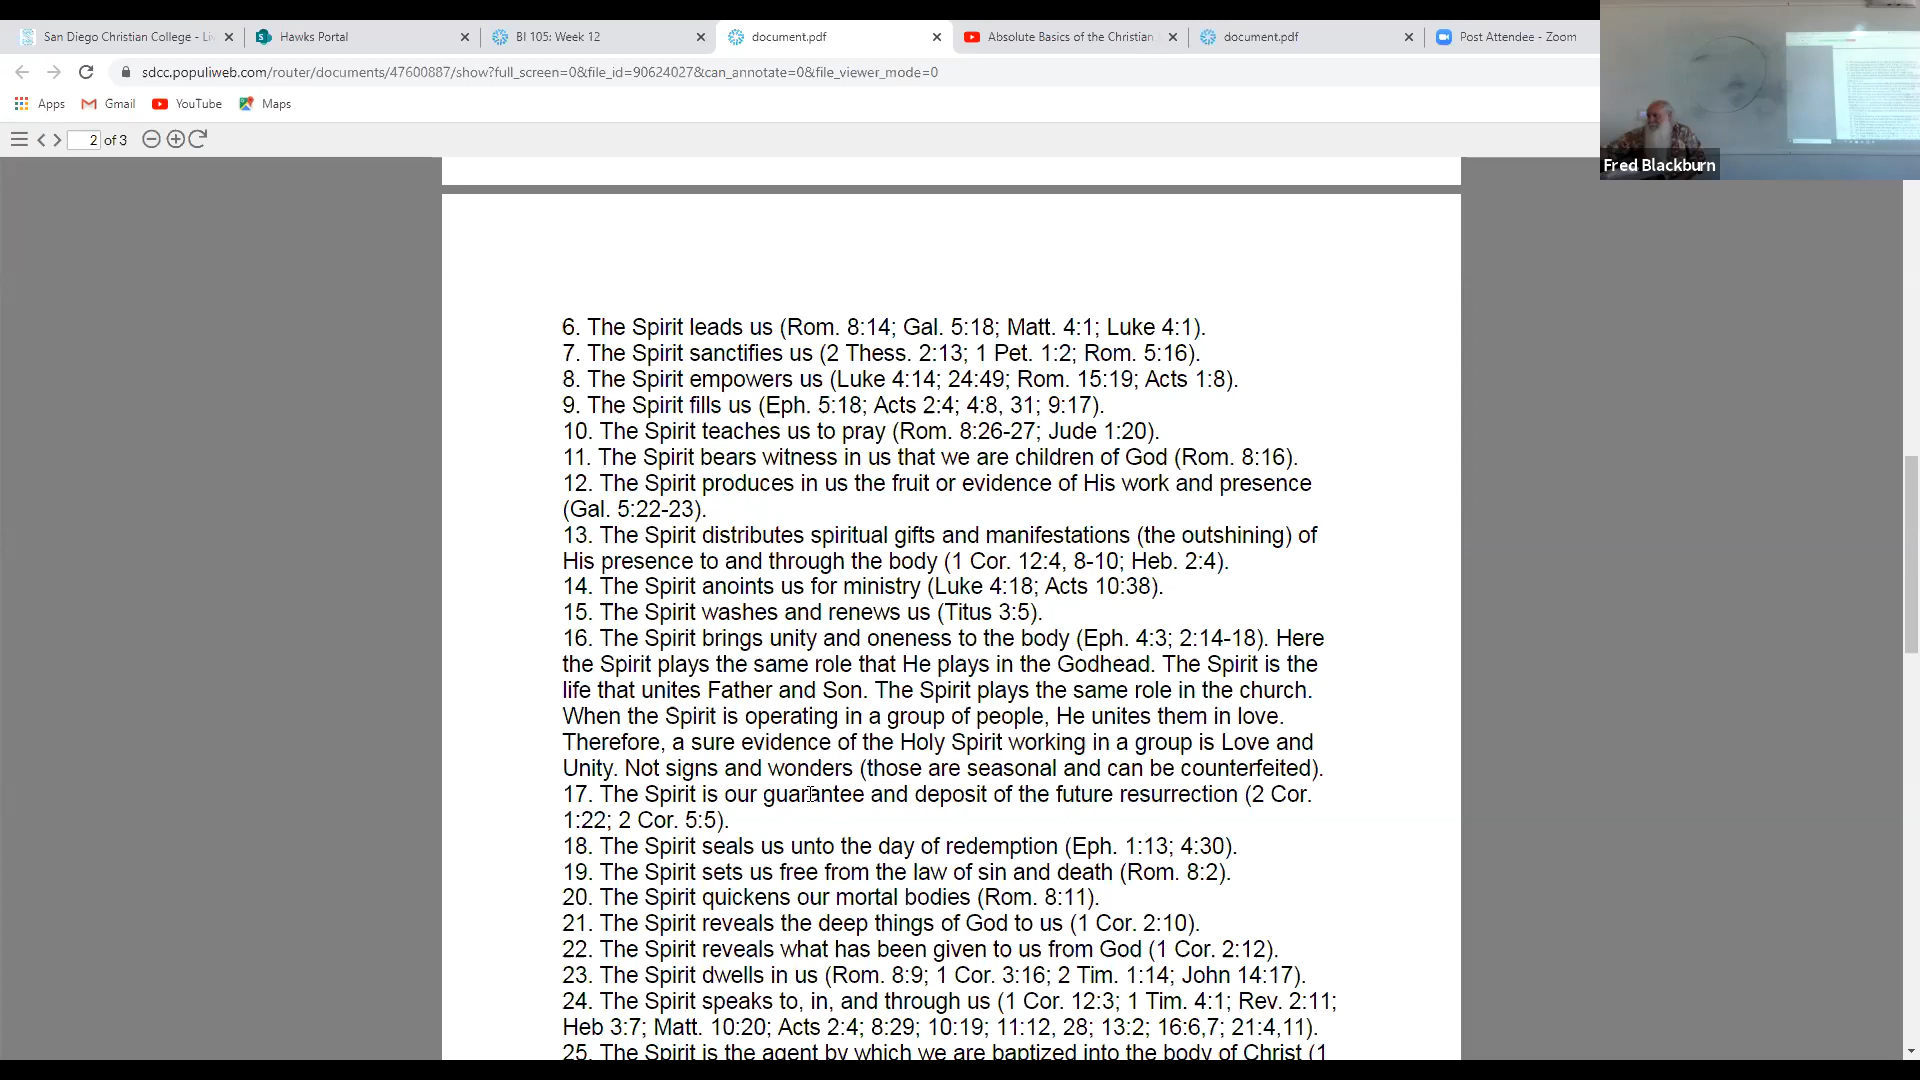 San Diego Christian College - Li
Hawks Portal
BI 105: Week 12
document.pdf
Absolute Basics of the Christian
document.pdf
Post Attendee - Zoom
sdcc.populiweb.com/router/documents/47600887/show?full_screen=0&file_id=90624027&can_annotate=0&file_viewer_mode=0
Apps
Gmail
YouTube
Maps
2 of 3
Fred Blackburn
6. The Spirit leads us (Rom. 8:14; Gal. 5:18; Matt. 4:1; Luke 4:1).
7. The Spirit sanctifies us (2 Thess. 2:13; 1 Pet. 1:2; Rom. 5:16).
8. The Spirit empowers us (Luke 4:14; 24:49; Rom. 15:19; Acts 1:8).
9. The Spirit fills us (Eph. 5:18; Acts 2:4; 4:8, 31; 9:17).
10. The Spirit teaches us to pray (Rom. 8:26-27; Jude 1:20).
11. The Spirit bears witness in us that we are children of God (Rom. 8:16).
12. The Spirit produces in us the fruit or evidence of His work and presence
(Gal. 5:22-23).
13. The Spirit distributes spiritual gifts and manifestations (the outshining) of
His presence to and through the body (1 Cor. 12:4, 8-10; Heb. 2:4).
14. The Spirit anoints us for ministry (Luke 4:18; Acts 10:38).
15. The Spirit washes and renews us (Titus 3:5).
16. The Spirit brings unity and oneness to the body (Eph. 4:3; 2:14-18). Here
the Spirit plays the same role that He plays in the Godhead. The Spirit is the
life that unites Father and Son. The Spirit plays the same role in the church.
When the Spirit is operating in a group of people, He unites them in love.
Therefore, a sure evidence of the Holy Spirit working in a group is Love and
Unity. Not signs and wonders (those are seasonal and can be counterfeited).
17. The Spirit is our guarantee and deposit of the future resurrection (2 Cor.
1:22; 2 Cor. 5:5).
18. The Spirit seals us unto the day of redemption (Eph. 1:13; 4:30).
19. The Spirit sets us free from the law of sin and death (Rom. 8:2).
20. The Spirit quickens our mortal bodies (Rom. 8:11).
21. The Spirit reveals the deep things of God to us (1 Cor. 2:10).
22. The Spirit reveals what has been given to us from God (1 Cor. 2:12).
23. The Spirit dwells in us (Rom. 8:9; 1 Cor. 3:16; 2 Tim. 1:14; John 14:17).
24. The Spirit speaks to, in, and through us (1 Cor. 12:3; 1 Tim. 4:1; Rev. 2:11;
Heb 3:7; Matt. 10:20; Acts 2:4; 8:29; 10:19; 11:12, 28; 13:2; 16:6,7; 21:4,11).
25. The Spirit is the agent by which we are baptized into the body of Christ (1